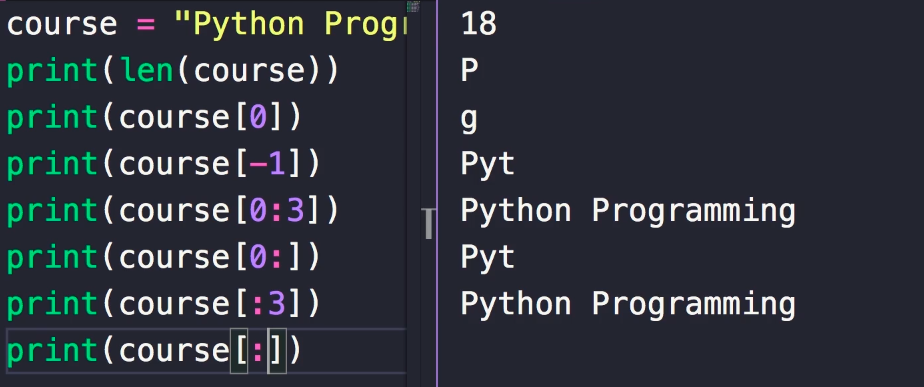 course = "Python Progr
print(len(course))
print(course[0])
print(course[-1])
print(course[0:3])
print(course[0:])
print(course[:3])
print(course[:])
18
P
g
Pyt
Python Programming
Pyt
Python Programming